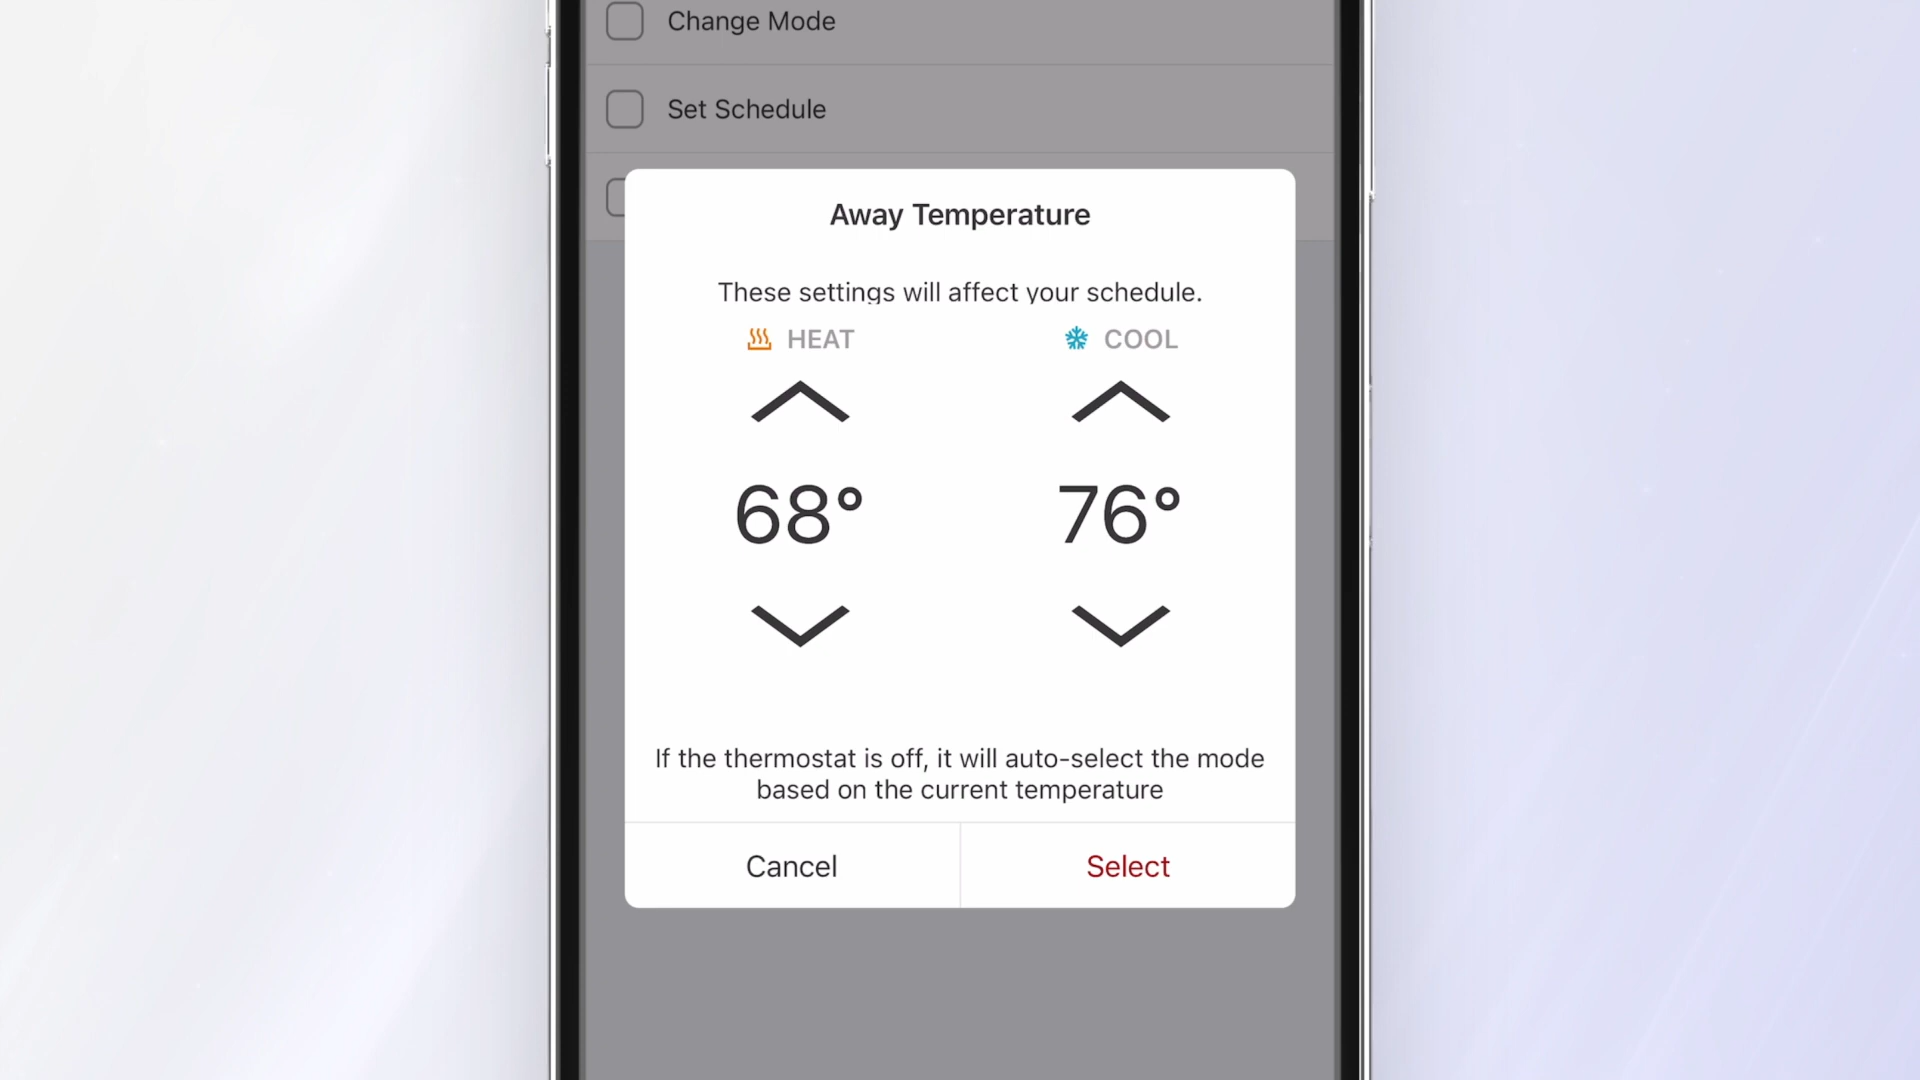 Change Mode
Set Schedule
Away Temperature
These settings will affect your schedule.
HEAT COOL
68° 76°
If the thermostat is off, it will auto-select the mode
based on the current temperature
Cancel Select